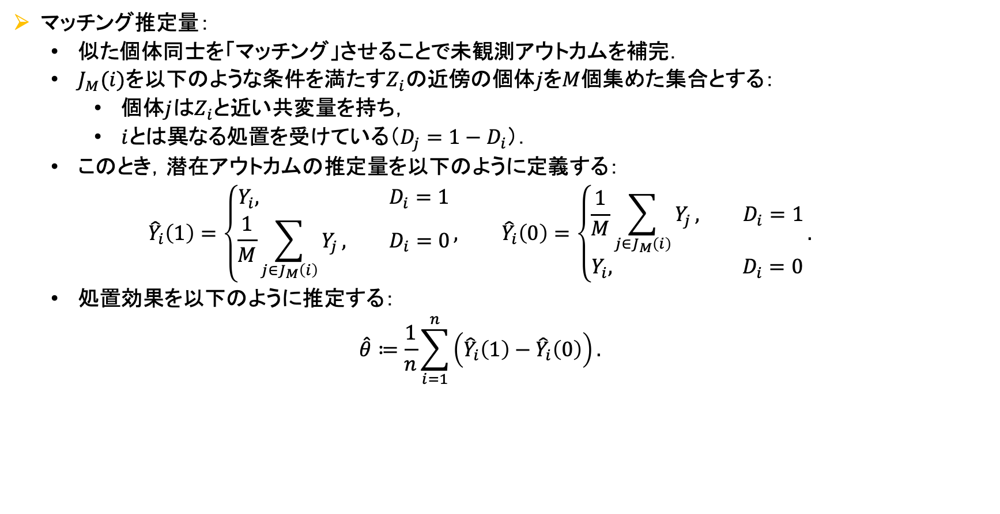 ➢ マッチング推定量：
• 似た個体同士を「マッチング」させることで未観測アウトカムを補完．
• $J_M(i)$を以下のような条件を満たす$Z_i$の近傍の個体$j$を$M$個集めた集合とする：
• 個体$j$は$Z_i$と近い共変量を持ち，
• $i$とは異なる処置を受けている（$D_j = 1 - D_i$）．
• このとき，潜在アウトカムの推定量を以下のように定義する：
$\hat{Y}_i(1) = \begin{cases} Y_i, & D_i = 1 \\ \frac{1}{M} \sum_{j \in J_M(i)} Y_j, & D_i = 0 \end{cases}, \quad \hat{Y}_i(0) = \begin{cases} \frac{1}{M} \sum_{j \in J_M(i)} Y_j, & D_i = 1 \\ Y_i, & D_i = 0 \end{cases}.$
• 処置効果を以下のように推定する：
$\hat{\theta} := \frac{1}{n} \sum_{i=1}^{n} \left( \hat{Y}_i(1) - \hat{Y}_i(0) \right).$